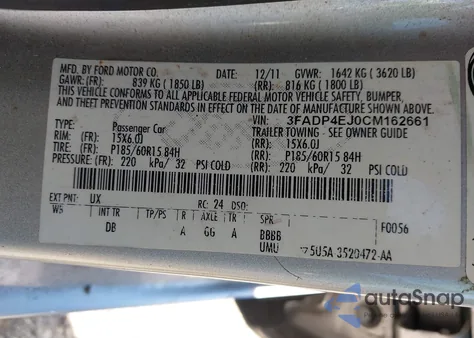 MFD. BY FORD MOTOR CO. DATE: 12/11 GVWR: 1642 KG ( 3620 LB)
GAWR: (FR): 839 KG ( 1850 LB) (RR): 816 KG ( 1800 LB)
THIS VEHICLE CONFORMS TO ALL APPLICABLE FEDERAL MOTOR VEHICLE SAFETY, BUMPER,
AND THEFT PREVENTION STANDARDS IN EFFECT ON THE DATE OF MANUFACTURE SHOWN ABOVE.
VIN: 3FADP4EJ0CM162661
TYPE: Passenger Car TRAILER TOWING - SEE OWNER GUIDE
RIM: (FR): 15X6.0J (RR): 15X6.0J
TIRE: (FR): P185/60R15 84H (RR): P185/60R15 84H
PRESSURE: (FR): 220 kPa/ 32 PSI COLD (RR): 220 kPa/ 32 PSI COLD
EXT PNT: UX RC: 24 DSO:
WB INT TR TP/PS R AXLE TR SPR F0056
DB A GG A BBBB
UMU 5U5A 3520472-AA
autoSnap